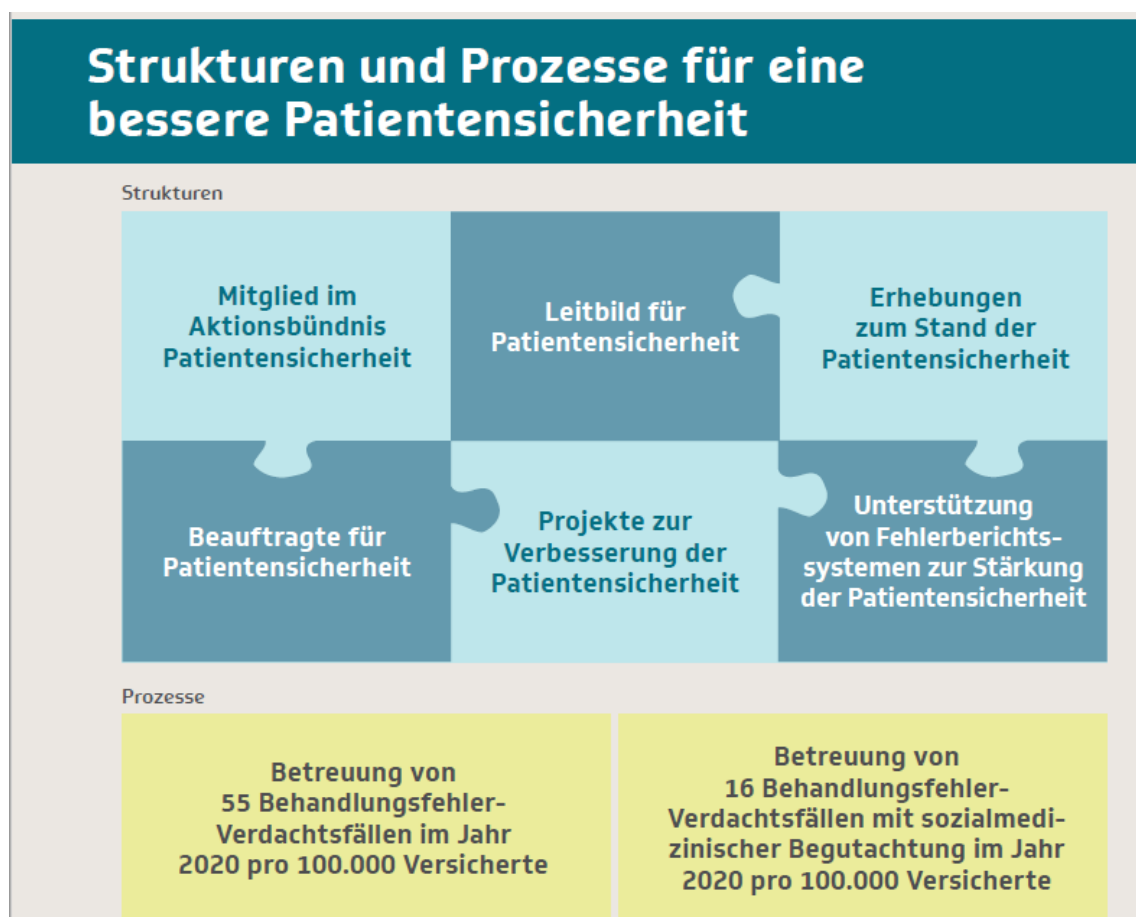 Strukturen und Prozesse für eine
bessere Patientensicherheit
Strukturen
Mitglied im
Aktionsbündnis
Patientensicherheit
Leitbild für
Patientensicherheit
Erhebungen
zum Stand der
Patientensicherheit
Beauftragte für
Patientensicherheit
Projekte zur
Verbesserung der
Patientensicherheit
Unterstützung
von Fehlerberichts-
systemen zur Stärkung
der Patientensicherheit
Prozesse
Betreuung von
55 Behandlungsfehler-
Verdachtsfällen im Jahr
2020 pro 100.000 Versicherte
Betreuung von
16 Behandlungsfehler-
Verdachtsfällen mit sozialmedi-
zinischer Begutachtung im Jahr
2020 pro 100.000 Versicherte